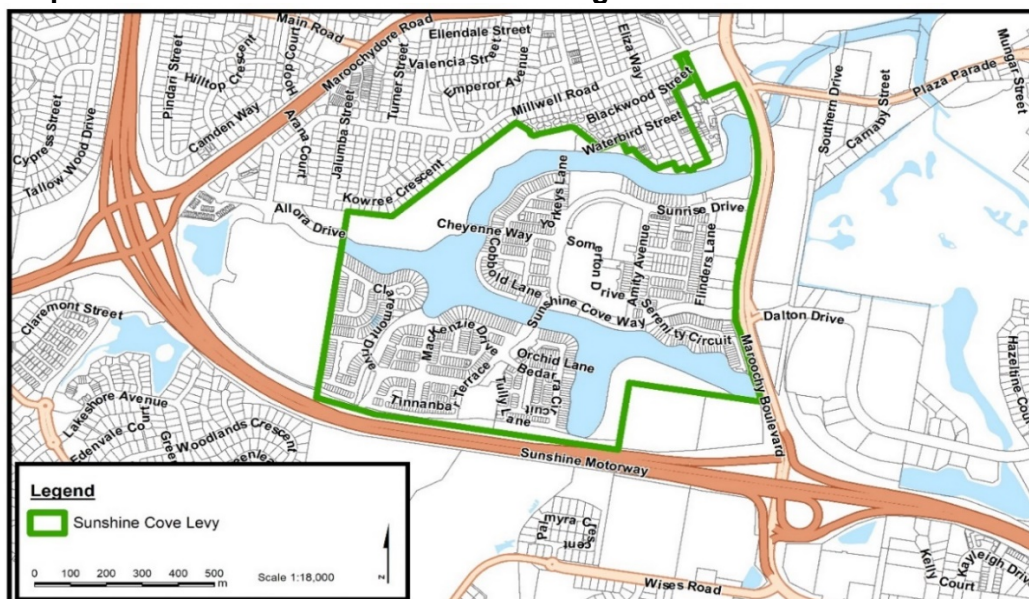 Main Road
Maroochydore Road
Ellendale Street
Valencia Street
Emperor Avenue
Eliza Way
Pindari Street
Hilltop Crescent
Hoop Court
Turner Street
Camden Way
Arana Court
Jalumba Street
Millwell Road
Blackwood Street
Waterbird Street
Cypress Street
Tallow Wood Drive
Mungar Street
Plaza Parade
Southern Drive
Carnaby Street
Kowree Crescent
Allora Drive
Cheyenne Way
Yorkeys Lane
Sunrise Drive
Somerton Drive
Amity Avenue
Flinders Lane
Cobbold Lane
Sunshine Cove Way
Serenity Circuit
Dalton Drive
Claremont Street
Claremont Drive
Mackenzie Drive
Orchid Lane
Bedarra Circuit
Tinnanbar Terrace
Tully Lane
Maroochy Boulevard
Hazeltine Court
Lakeshore Avenue
Edenvale Court
Woodlands Crescent
Sunshine Motorway
Palmyra Crescent
Wises Road
Kelly Court
Kayleigh Drive
Legend
Sunshine Cove Levy
0 100 200 300 400 500
m
Scale 1:18,000
N